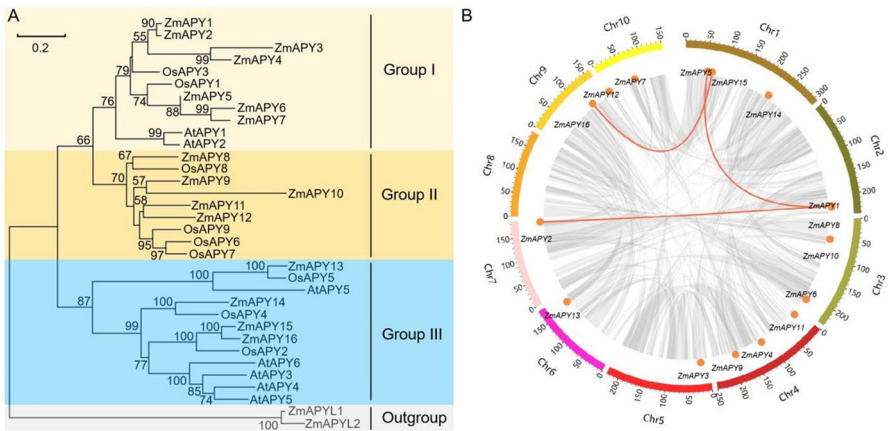 A
0.2
90 ZmAPY1
ZmAPY2
55
ZmAPY3
99 ZmAPY4
79 OsAPY3
OsAPY1
74 ZmAPY5
76
88 99 ZmAPY6
ZmAPY7
66
99 AtAPY1
AtAPY2
Group I
67 ZmAPY8
OsAPY8
70 57 ZmAPY9
ZmAPY10
58 ZmAPY11
ZmAPY12
OsAPY9
95 OsAPY6
97 OsAPY7
Group II
100 ZmAPY13
100 OsAPY5
AtAPY5
87
100 ZmAPY14
OsAPY4
99
100 ZmAPY15
100 ZmAPY16
OsAPY2
77
AtAPY6
100 AtAPY3
85 AtAPY4
74 AtAPY5
Group III
ZmAPYL1
100 ZmAPYL2
Outgroup
B
Chr1
Chr2
Chr3
Chr4
Chr5
Chr6
Chr7
Chr8
Chr9
Chr10
ZmAPY5
ZmAPY15
ZmAPY14
ZmAPY1
ZmAPY8
ZmAPY10
ZmAPY6
ZmAPY11
ZmAPY4
ZmAPY9
ZmAPY3
ZmAPY13
ZmAPY2
ZmAPY16
ZmAPY12
ZmAPY7